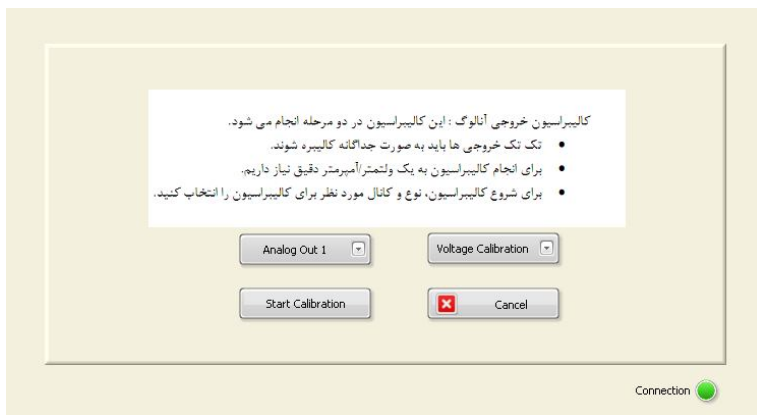 کالیبراسیون خروجی آنالوگ : این کالیبراسیون در دو مرحله انجام می شود.
• تک تک خروجی ها باید به صورت جداگانه کالیبره شوند.
• برای انجام کالیبراسیون به یک ولتمتر/آمپرمتر دقیق نیاز داریم.
• برای شروع کالیبراسیون، نوع و کانال مورد نظر برای کالیبراسیون را انتخاب کنید.
Analog Out 1
Voltage Calibration
Start Calibration
Cancel
Connection